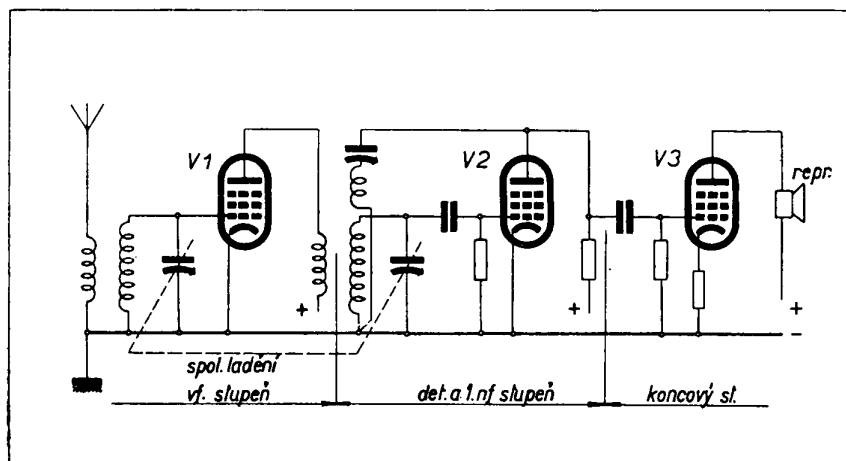 V1
V2
V3
repr.
+
+
+
-
spol. ladění
vf. stupeň
det. a 1. nf stupeň
koncový st.